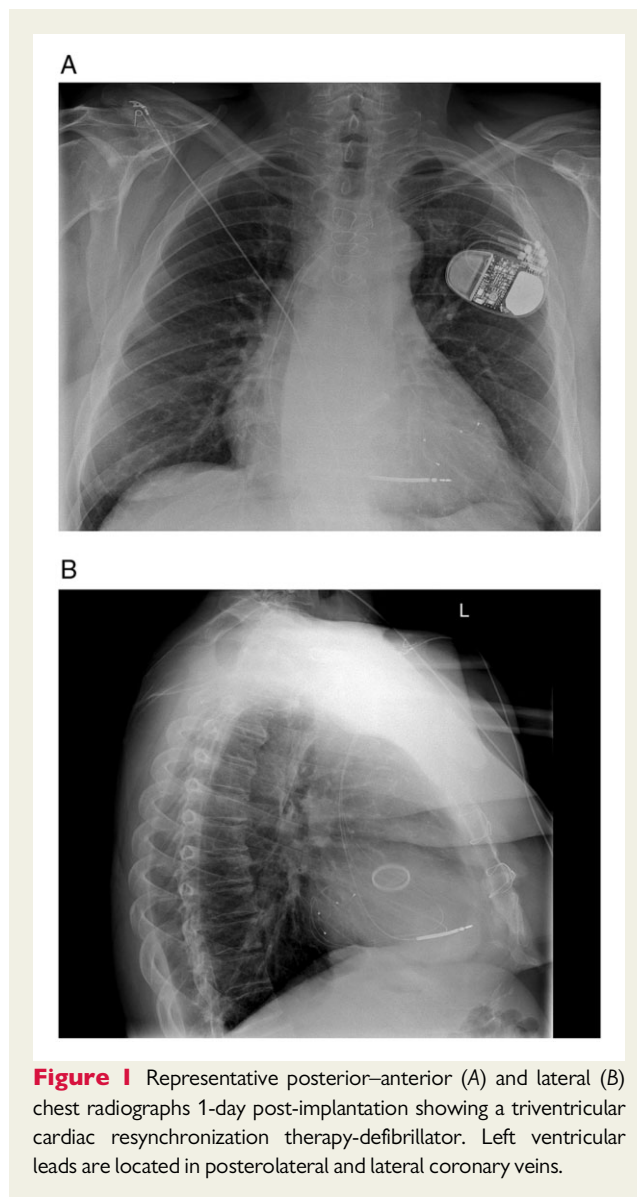 A
B
L
Figure 1 Representative posterior–anterior (A) and lateral (B)
chest radiographs 1-day post-implantation showing a triventricular
cardiac resynchronization therapy-defibrillator. Left ventricular
leads are located in posterolateral and lateral coronary veins.